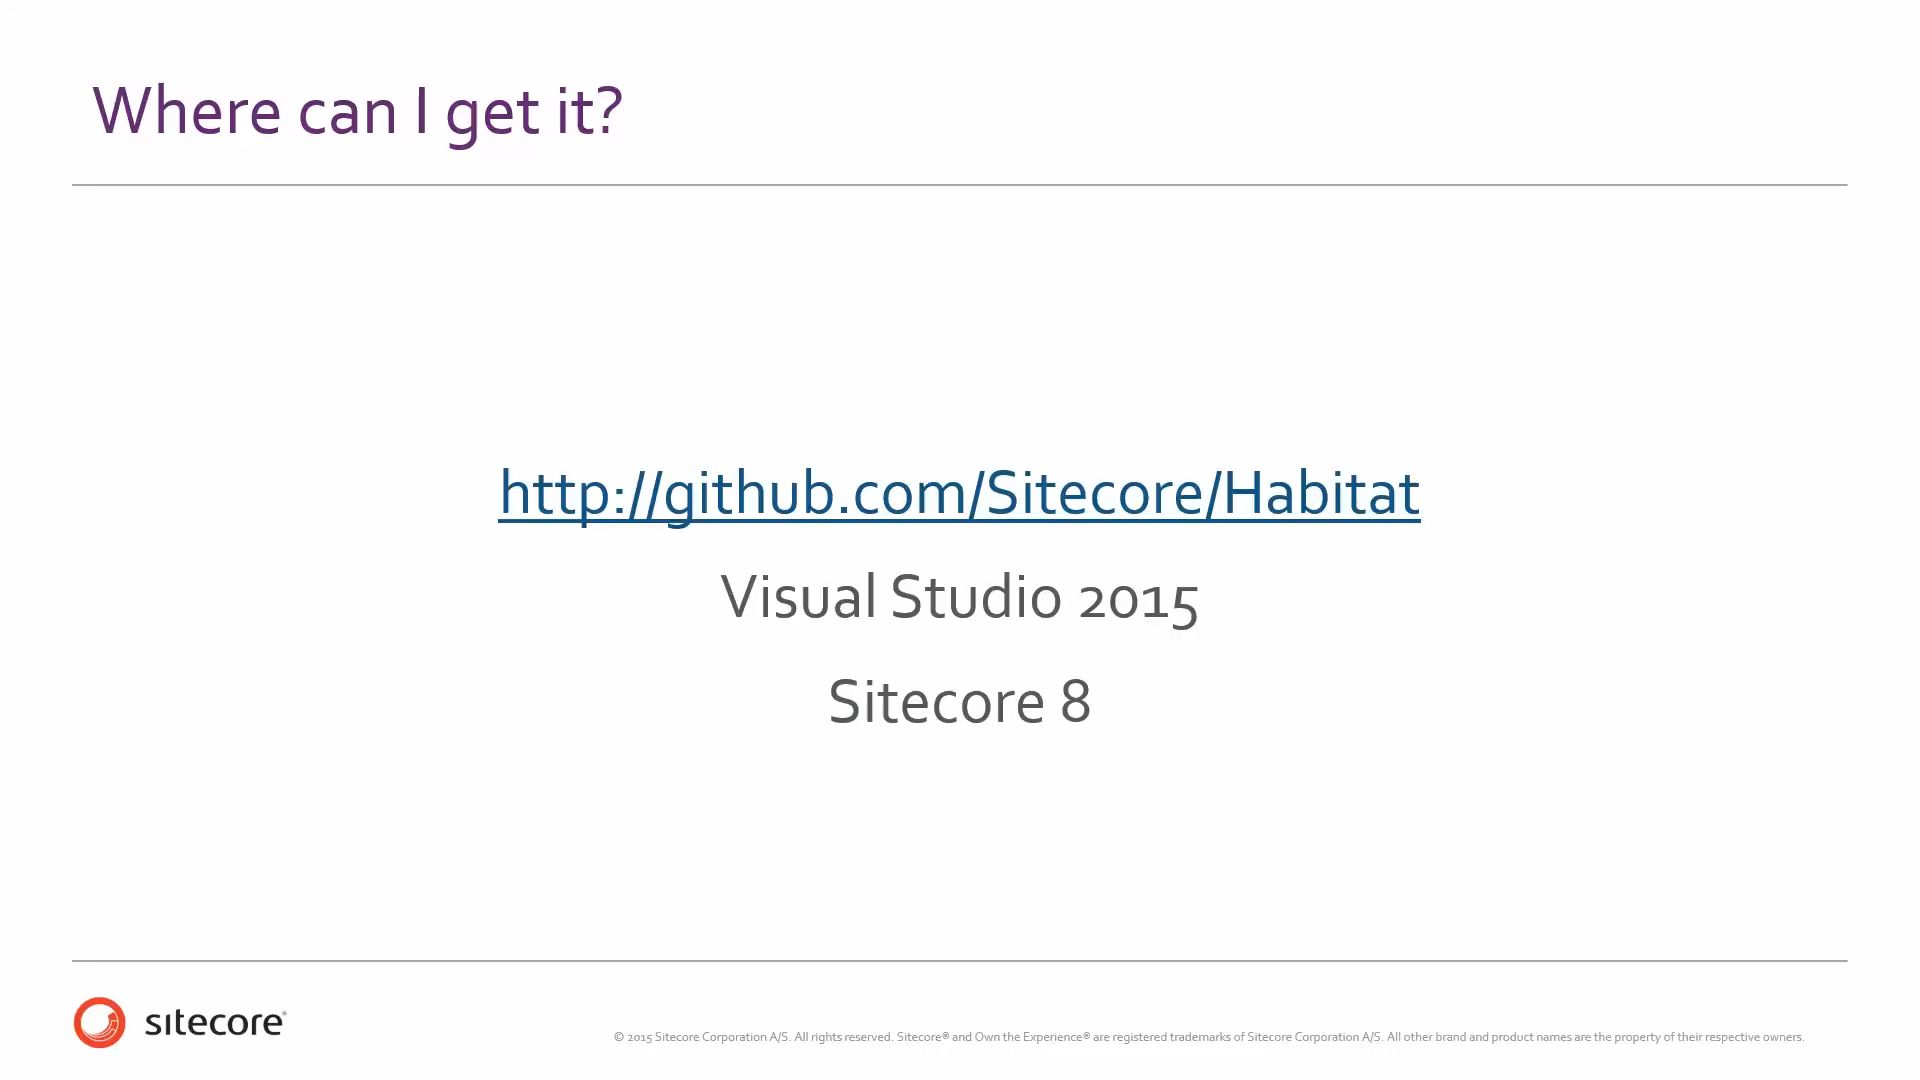 Where can I get it?
http://github.com/Sitecore/Habitat
Visual Studio 2015
Sitecore 8
sitecore®
© 2015 Sitecore Corporation A/S. All rights reserved. Sitecore® and Own the Experience® are registered trademarks of Sitecore Corporation A/S. All other brand and product names are the property of their respective owners.